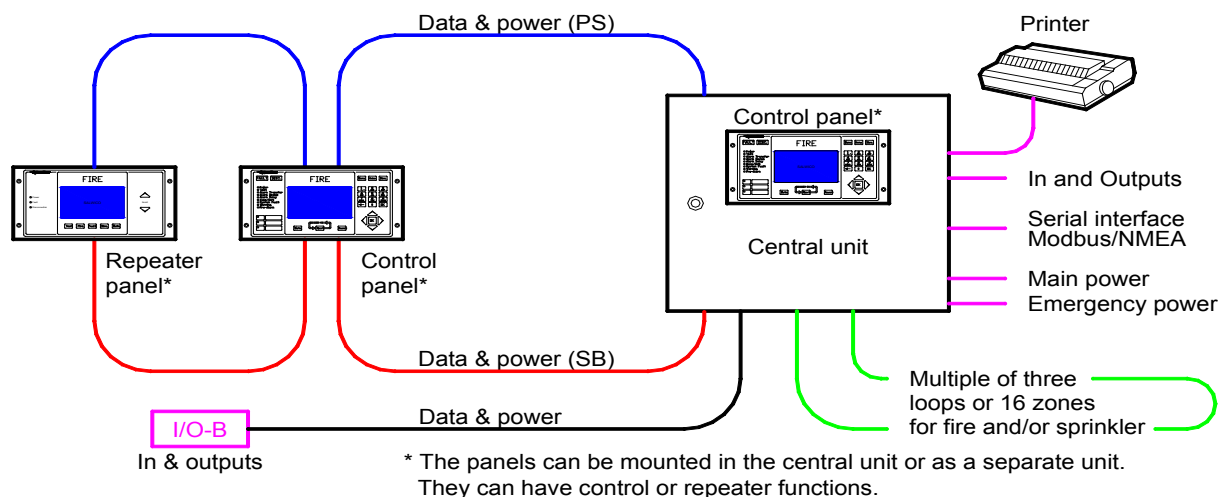 Data & power (PS)
Printer
Control panel*
FIRE
FIRE
FIRE
In and Outputs
Serial interface
Modbus/NMEA
Central unit
Repeater
panel*
Control
panel*
Main power
Emergency power
Data & power (SB)
Multiple of three
loops or 16 zones
for fire and/or sprinkler
Data & power
I/O-B
In & outputs
* The panels can be mounted in the central unit or as a separate unit.
They can have control or repeater functions.